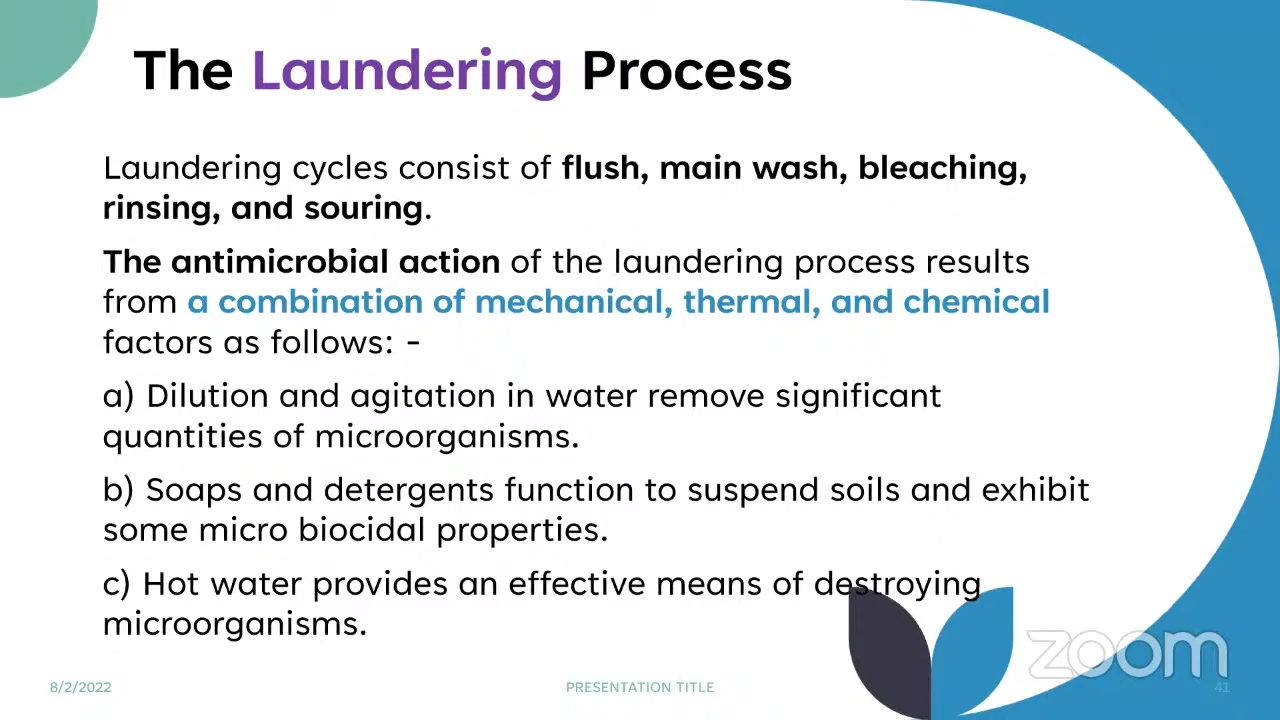 The Laundering Process
Laundering cycles consist of flush, main wash, bleaching,
rinsing, and souring.
The antimicrobial action of the laundering process results
from a combination of mechanical, thermal, and chemical
factors as follows: -
a) Dilution and agitation in water remove significant
quantities of microorganisms.
b) Soaps and detergents function to suspend soils and exhibit
some micro biocidal properties.
c) Hot water provides an effective means of destroying
microorganisms.
zoom
8/2/2022
PRESENTATION TITLE
41